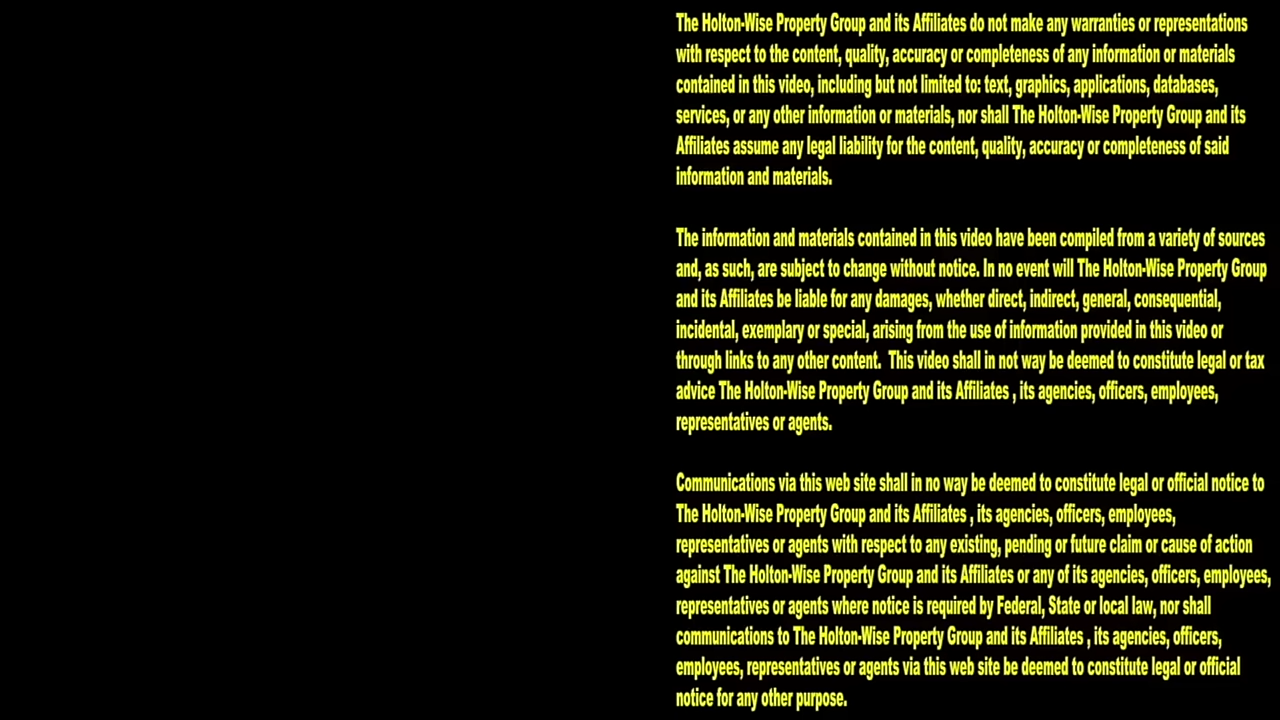 The Holton-Wise Property Group and its Affiliates do not make any warranties or representations
with respect to the content, quality, accuracy or completeness of any information or materials
contained in this video, including but not limited to: text, graphics, applications, databases,
services, or any other information or materials, nor shall The Holton-Wise Property Group and its
Affiliates assume any legal liability for the content, quality, accuracy or completeness of said
information and materials.
The information and materials contained in this video have been compiled from a variety of sources
and, as such, are subject to change without notice. In no event will The Holton-Wise Property Group
and its Affiliates be liable for any damages, whether direct, indirect, general, consequential,
incidental, exemplary or special, arising from the use of information provided in this video or
through links to any other content.  This video shall in not way be deemed to constitute legal or tax
advice The Holton-Wise Property Group and its Affiliates , its agencies, officers, employees,
representatives or agents.
Communications via this web site shall in no way be deemed to constitute legal or official notice to
The Holton-Wise Property Group and its Affiliates , its agencies, officers, employees,
representatives or agents with respect to any existing, pending or future claim or cause of action
against The Holton-Wise Property Group and its Affiliates or any of its agencies, officers, employees,
representatives or agents where notice is required by Federal, State or local law, nor shall
communications to The Holton-Wise Property Group and its Affiliates , its agencies, officers,
employees, representatives or agents via this web site be deemed to constitute legal or official
notice for any other purpose.